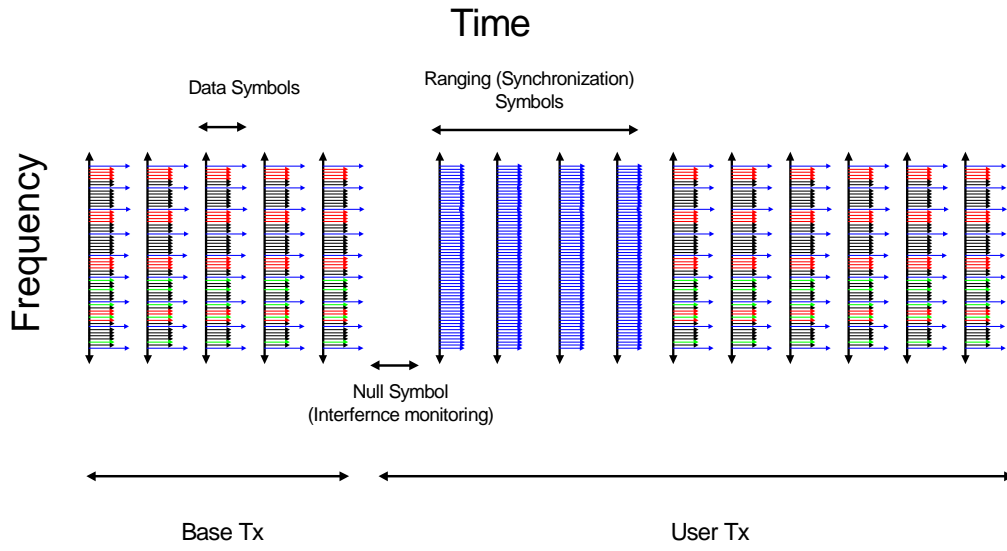 Time
Data Symbols
Ranging (Synchronization)
Symbols
Frequency
Null Symbol
(Interfernce monitoring)
Base Tx
User Tx